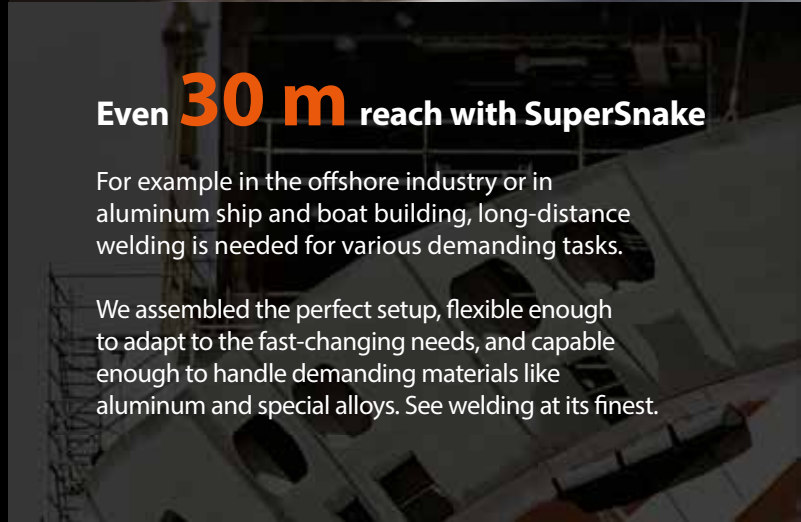 Even 30 m reach with SuperSnake
For example in the offshore industry or in
aluminum ship and boat building, long-distance
welding is needed for various demanding tasks.
We assembled the perfect setup, flexible enough
to adapt to the fast-changing needs, and capable
enough to handle demanding materials like
aluminum and special alloys. See welding at its finest.